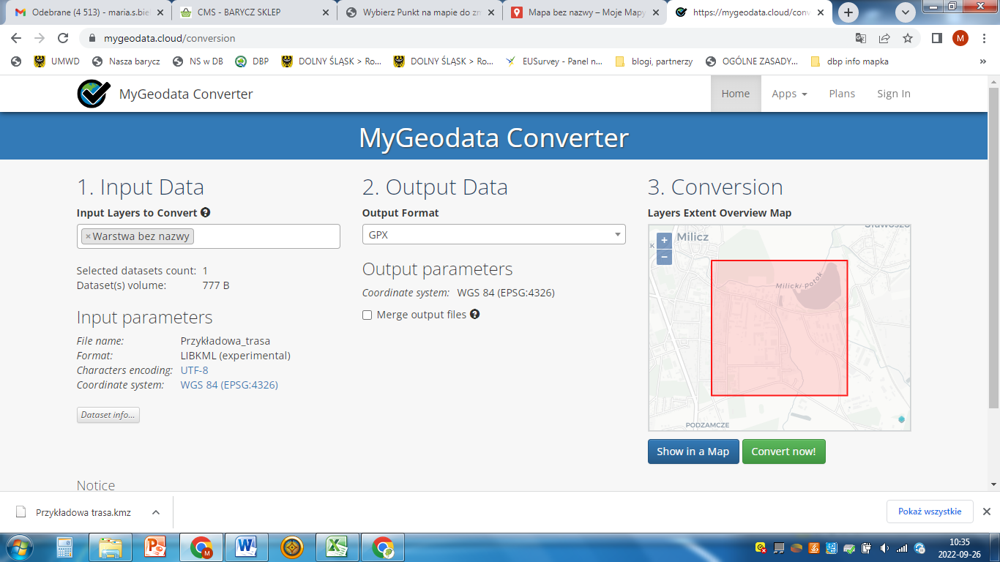 Odebrane (4 513) - maria.s.bie
CMS - BARYCZ SKLEP
Wybierz Punkt na mapie do zn
Mapa bez nazwy – Moje Mapy
https://mygeodata.cloud/conv
mygeodata.cloud/conversion
M
UMWD
Nasza barycz
NS w DB
DBP
DOLNY ŚLĄSK > Ro...
DOLNY ŚLĄSK > Ro...
EUSurvey - Panel n...
blogi, partnerzy
OGÓLNE ZASADY...
dbp info mapka
»
MyGeodata Converter
Home
Apps
Plans
Sign In
MyGeodata Converter
1. Input Data
Input Layers to Convert ?
× Warstwa bez nazwy
Selected datasets count: 1
Dataset(s) volume: 777 B
Input parameters
File name: Przykładowa_trasa
Format: LIBKML (experimental)
Characters encoding: UTF-8
Coordinate system: WGS 84 (EPSG:4326)
Dataset info...
Notice
2. Output Data
Output Format
GPX
Output parameters
Coordinate system: WGS 84 (EPSG:4326)
Merge output files ?
3. Conversion
Layers Extent Overview Map
+
−
K
Milicz
Milicki Potok
PODZAMCZE
Show in a Map
Convert now!
Przykładowa trasa.kmz
Pokaż wszystkie
10:35
2022-09-26